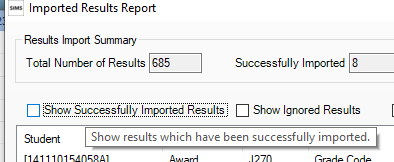 SIMS Imported Results Report
Results Import Summary
Total Number of Results 685 Successfully Imported 8
Show Successfully Imported Results Show Ignored Results
Student
Show results which have been successfully imported.
[141110154058A] Award J270 Grade Code